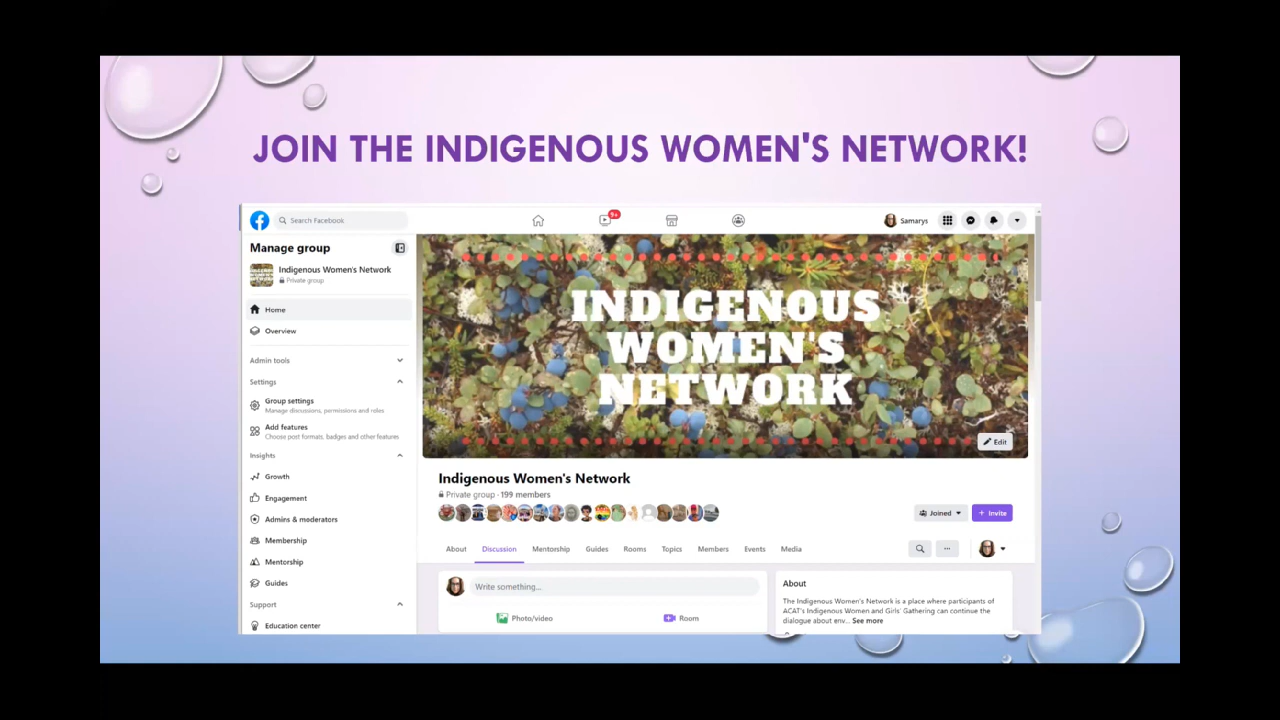 JOIN THE INDIGENOUS WOMEN'S NETWORK!
Search Facebook
9+
Samarys
Manage group
Indigenous Women's Network
Private group
Home
Overview
Admin tools
Settings
Group settings
Manage discussions, permissions and roles
Add features
Choose post formats, badges and other features
Insights
Growth
Engagement
Admins & moderators
Membership
Mentorship
Guides
Support
Education center
INDIGENOUS
WOMEN'S
NETWORK
Edit
Indigenous Women's Network
Private group · 199 members
Joined
+ Invite
About Discussion Mentorship Guides Rooms Topics Members Events Media
Write something...
Photo/video
Room
About
The Indigenous Women's Network is a place where participants of
ACAT's Indigenous Women and Girls' Gathering can continue the
dialogue about env... See more